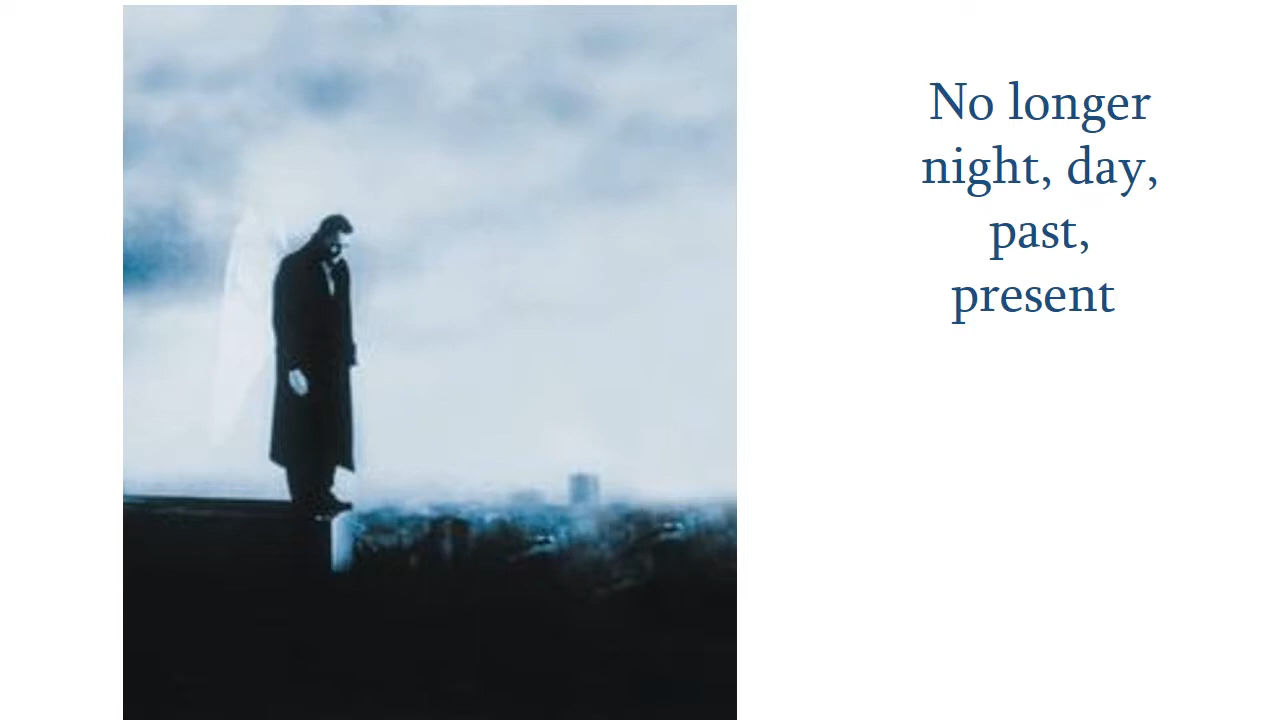 No longer
night, day,
past,
present